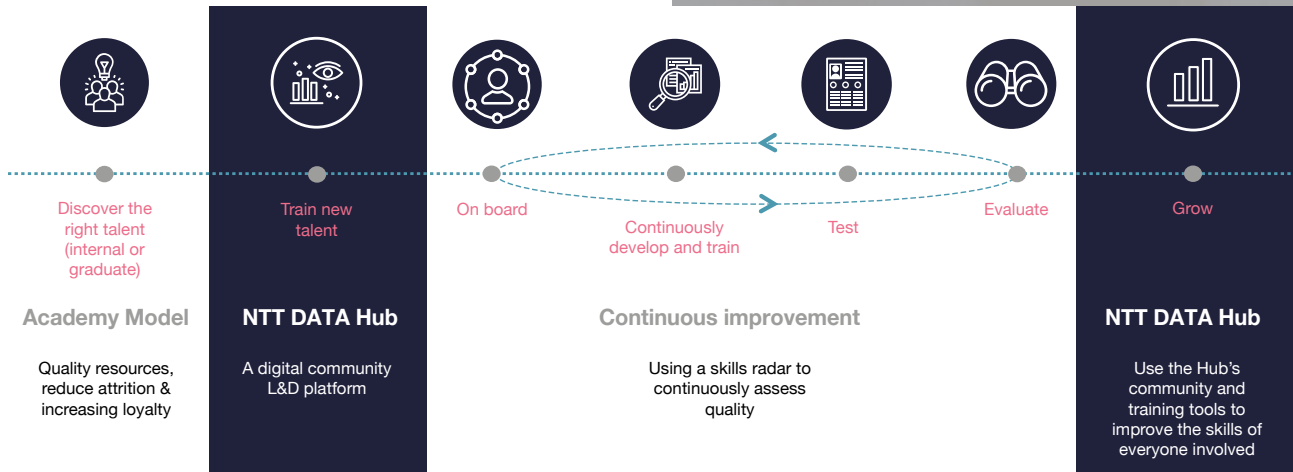 Discover the
right talent
(internal or
graduate)
Train new
talent
On board
Continuously
develop and train
Test
Evaluate
Grow
Academy Model
NTT DATA Hub
Continuous improvement
NTT DATA Hub
Quality resources,
reduce attrition &
increasing loyalty
A digital community
L&D platform
Using a skills radar to
continuously assess
quality
Use the Hub's
community and
training tools to
improve the skills of
everyone involved